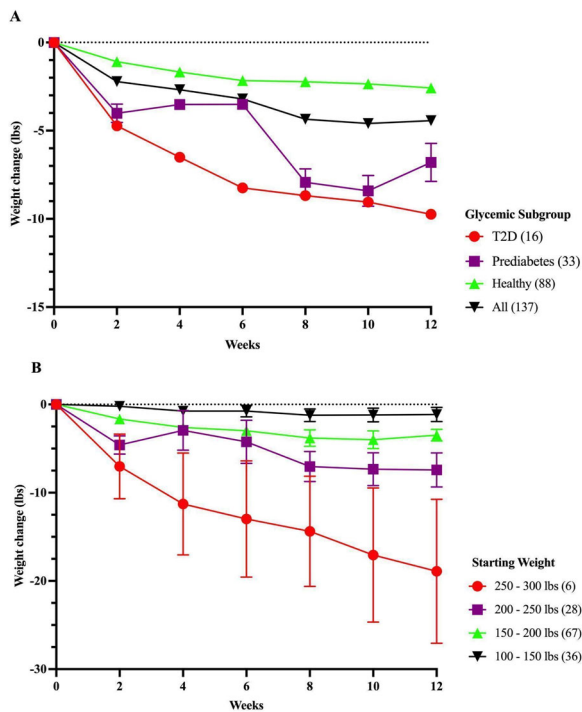 A
0
-5
-10
-15
Weight change (lbs)
0 2 4 6 8 10 12
Weeks
Glycemic Subgroup
T2D (16)
Prediabetes (33)
Healthy (88)
All (137)
B
0
-10
-20
-30
Weight change (lbs)
0 2 4 6 8 10 12
Weeks
Starting Weight
250 - 300 lbs (6)
200 - 250 lbs (28)
150 - 200 lbs (67)
100 - 150 lbs (36)